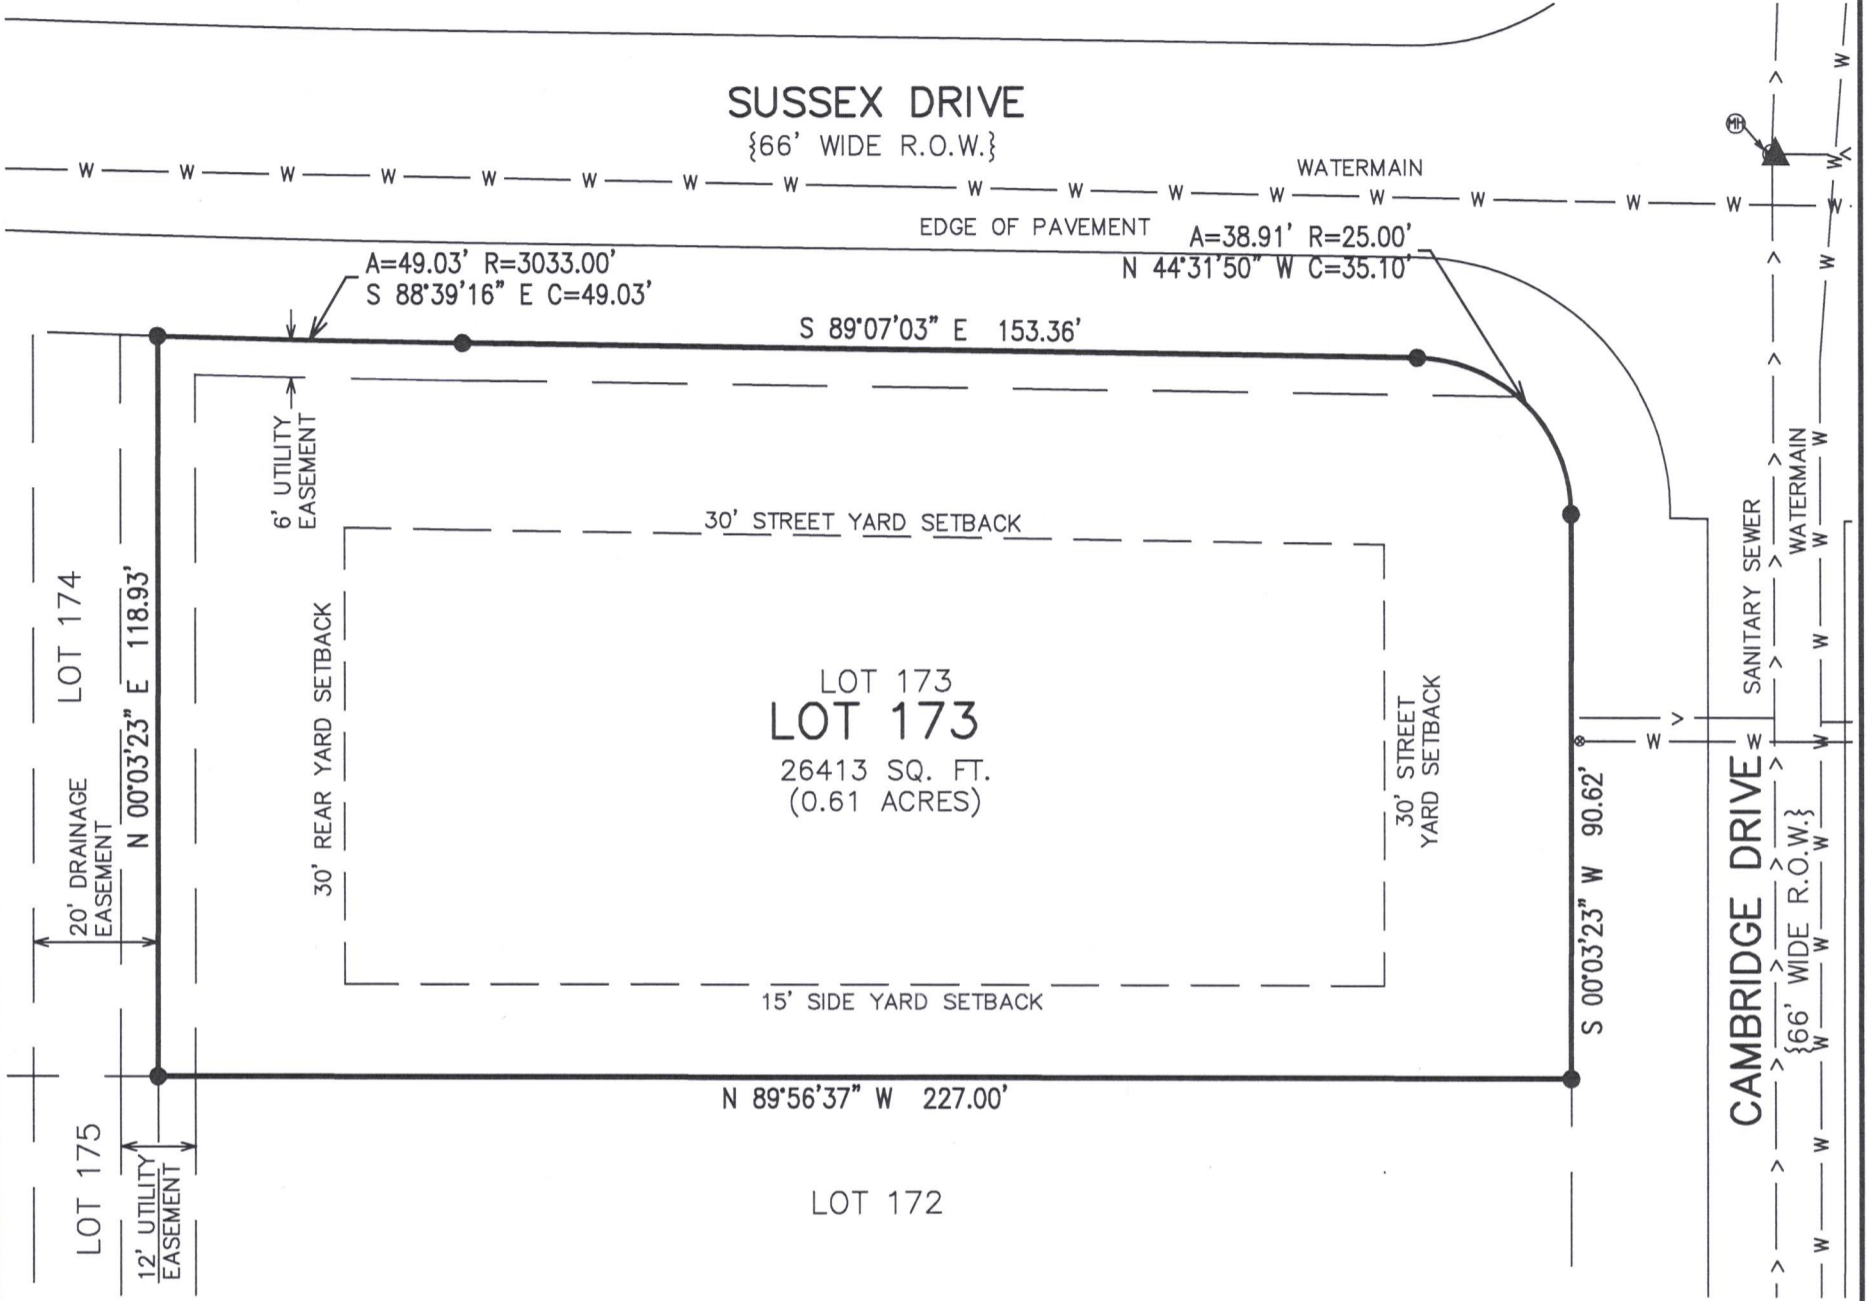 SUSSEX DRIVE
{66' WIDE R.O.W.}
MH
WATERMAIN
W W W W W W W W W W W W W W W W W W
EDGE OF PAVEMENT
A=38.91' R=25.00'
N 44°31'50" W C=35.10'
A=49.03' R=3033.00'
S 88°39'16" E C=49.03'
S 89°07'03" E 153.36'
6' UTILITY
EASEMENT
30' STREET YARD SETBACK
LOT 174
N 00°03'23" E 118.93'
30' REAR YARD SETBACK
LOT 173
LOT 173
26413 SQ. FT.
(0.61 ACRES)
30' STREET
YARD SETBACK
SANITARY SEWER
WATERMAIN
W W
20' DRAINAGE
EASEMENT
S 00°03'23" W 90.62'
CAMBRIDGE DRIVE
{66' WIDE R.O.W.}
W W W W W W W W W W W W
15' SIDE YARD SETBACK
N 89°56'37" W 227.00'
LOT 175
12' UTILITY
EASEMENT
LOT 172